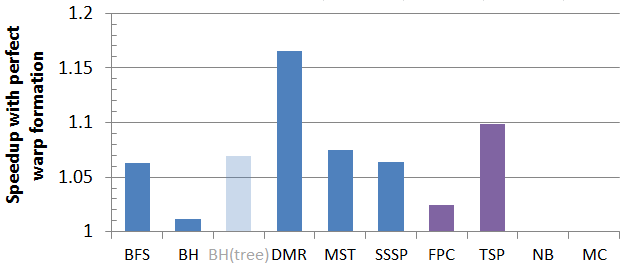 Speedup with perfect
warp formation
1.2
1.15
1.1
1.05
1
BFS BH BH(tree) DMR MST SSSP FPC TSP NB MC